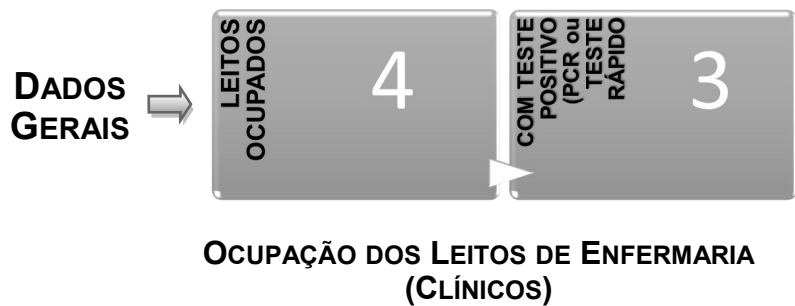 DADOS
GERAIS
LEITOS
OCUPADOS
4
COM TESTE
POSITIVO
(PCR ou
TESTE
RÁPIDO
3
OCUPAÇÃO DOS LEITOS DE ENFERMARIA
(CLÍNICOS)